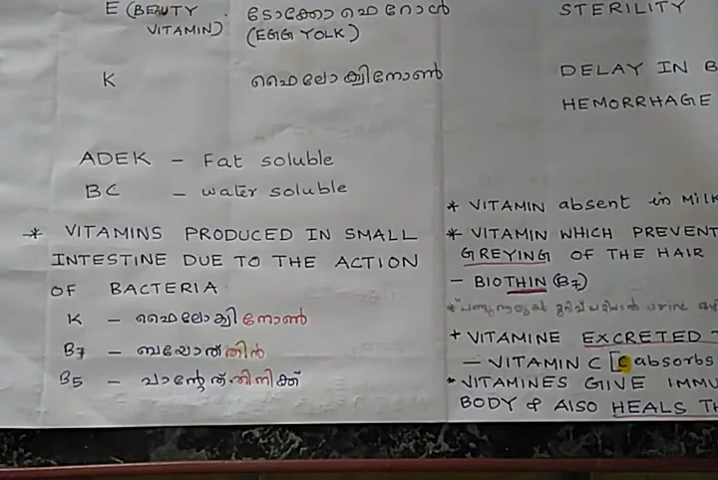 E (BEAUTY VITAMIN) ടോക്കോഫെറോൾ (EGG YOLK) STERILITY
K ഫൈലോക്വിനോൺ DELAY IN B
HEMORRHAGE
ADEK - Fat soluble
BC - water soluble
* VITAMINS PRODUCED IN SMALL
INTESTINE DUE TO THE ACTION
OF BACTERIA
K - ഫൈലോക്വിനോൺ
B7 - ബയോത്തിൻ
B5 - പാന്റോതിനിക്ക്
* VITAMIN absent in MILK
* VITAMIN WHICH PREVENT
GREYING OF THE HAIR
- BIOTHIN (B7)
+ VITAMINE EXCRETED T
- VITAMIN C [C absorbs
* VITAMINES GIVE IMMU
BODY & ALSO HEALS TH